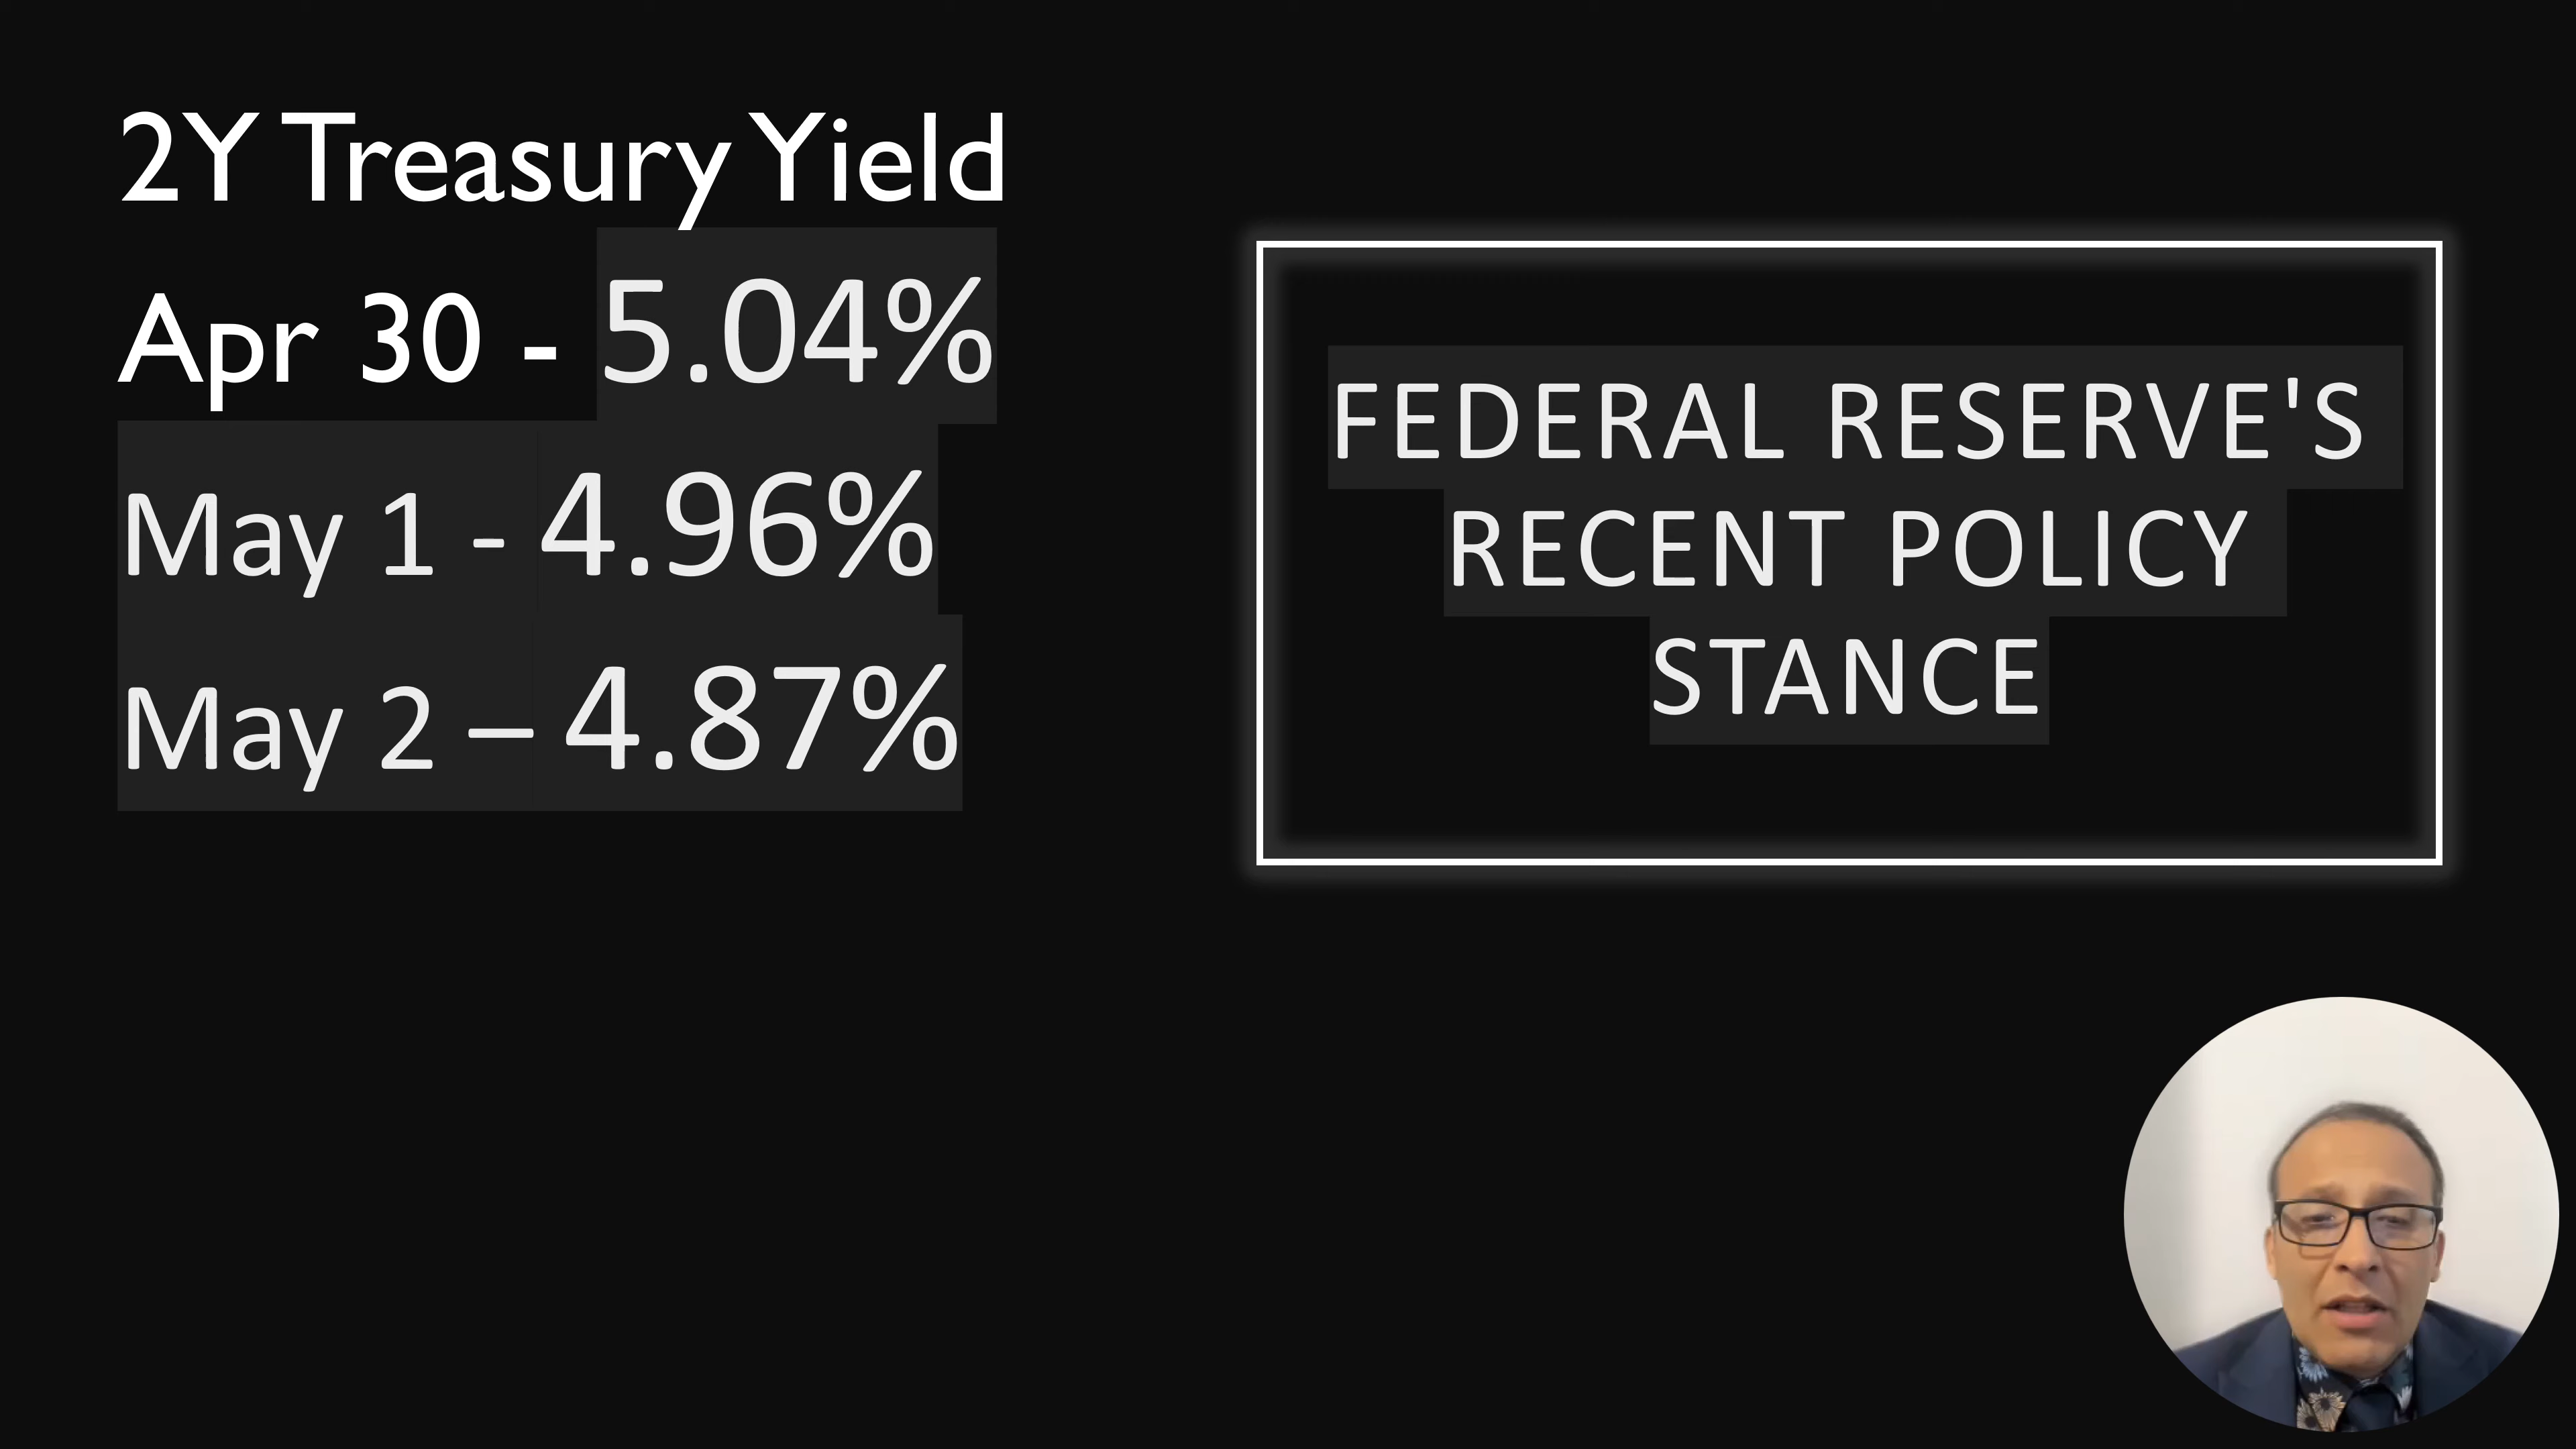 2Y Treasury Yield
Apr 30 - 5.04%
May 1 - 4.96%
May 2 – 4.87%
FEDERAL RESERVE'S
RECENT POLICY
STANCE